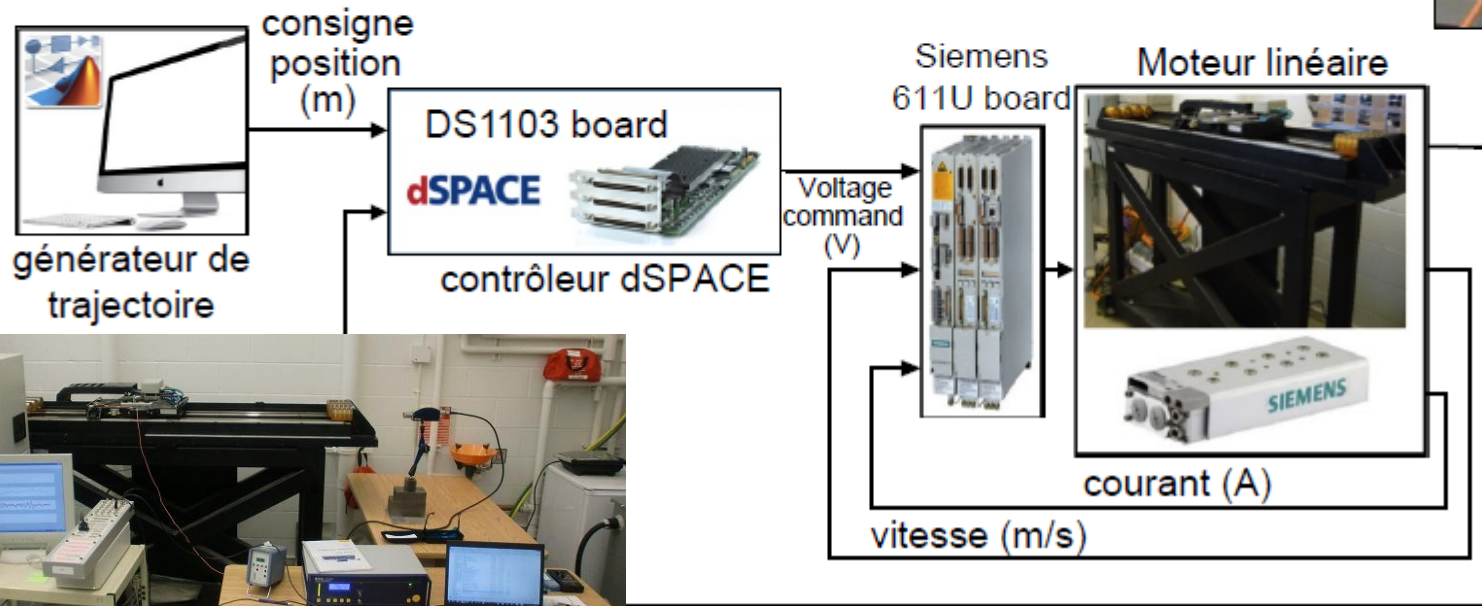 consigne
position
(m)
générateur de
trajectoire
DS1103 board
dSPACE
contrôleur dSPACE
Voltage
command
(V)
Siemens
611U board
Moteur linéaire
SIEMENS
courant (A)
vitesse (m/s)